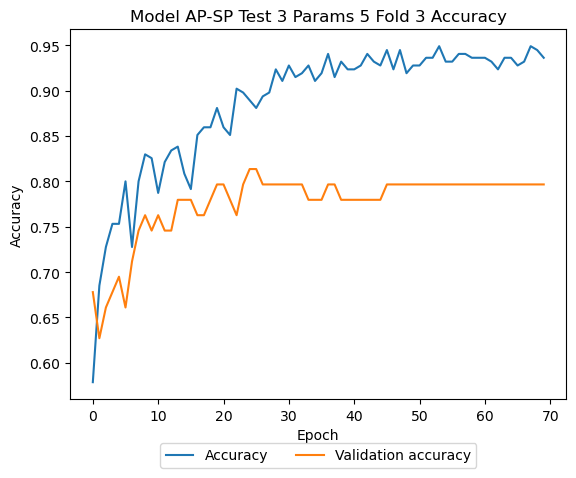 Model AP-SP Test 3 Params 5 Fold 3 Accuracy
0.95
0.90
0.85
0.80
0.75
0.70
0.65
0.60
Accuracy
0 10 20 30 40 50 60 70
Epoch
Accuracy Validation accuracy